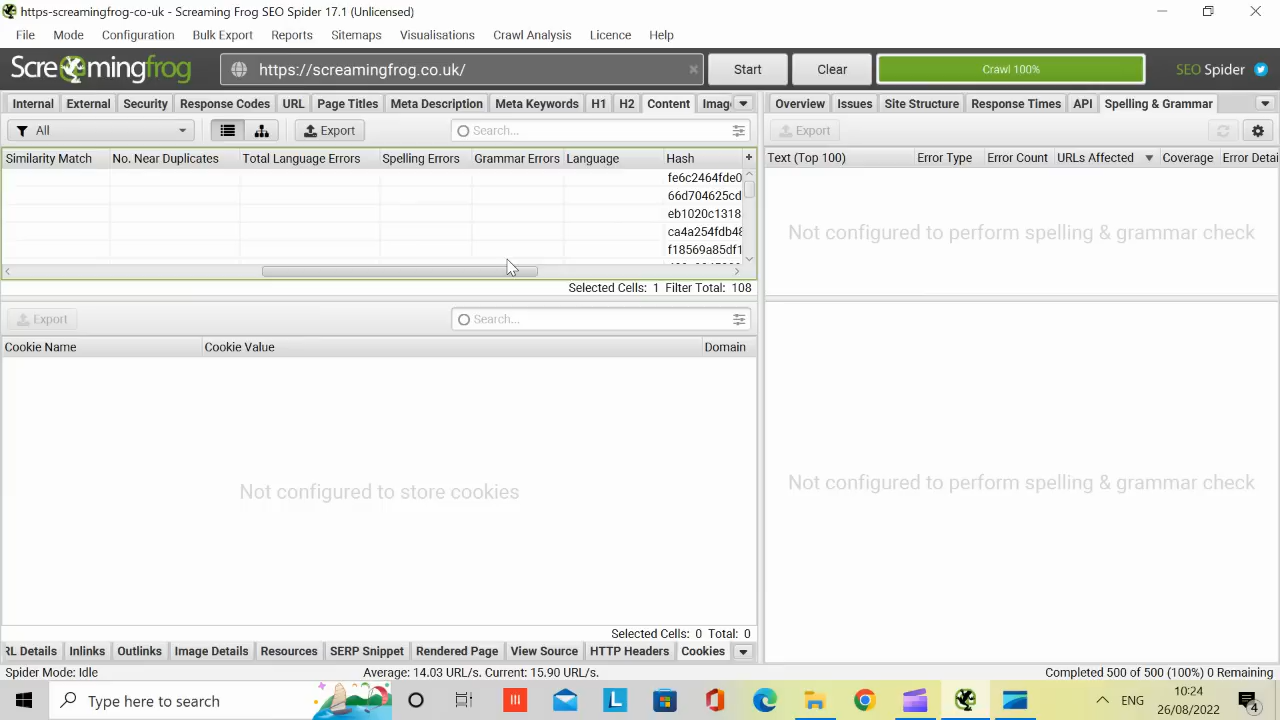 https-screamingfrog-co-uk - Screaming Frog SEO Spider 17.1 (Unlicensed)
File Mode Configuration Bulk Export Reports Sitemaps Visualisations Crawl Analysis Licence Help
Screamingfrog https://screamingfrog.co.uk/ Start Clear Crawl 100% SEO Spider
Internal External Security Response Codes URL Page Titles Meta Description Meta Keywords H1 H2 Content Imag
Overview Issues Site Structure Response Times API Spelling & Grammar
All Export Search...
Export
Similarity Match No. Near Duplicates Total Language Errors Spelling Errors Grammar Errors Language Hash +
Text (Top 100) Error Type Error Count URLs Affected Coverage Error Detai
fe6c2464fde0
66d704625cd
eb1020c1318
ca4a254fdb48
f18569a85df1
Not configured to perform spelling & grammar check
Selected Cells: 1 Filter Total: 108
Export Search...
Cookie Name Cookie Value Domain
Not configured to store cookies
Not configured to perform spelling & grammar check
Selected Cells: 0 Total: 0
RL Details Inlinks Outlinks Image Details Resources SERP Snippet Rendered Page View Source HTTP Headers Cookies
Spider Mode: Idle Average: 14.03 URL/s. Current: 15.90 URL/s. Completed 500 of 500 (100%) 0 Remaining
Type here to search L ENG 10:24
26/08/2022 4